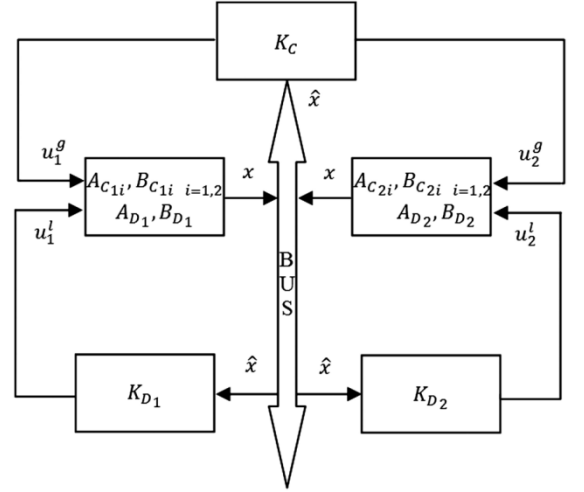 K_C
x̂
u_1^g
u_2^g
A_{C_{1i}}, B_{C_{1i}} i=1,2
A_{D_1}, B_{D_1}
x
x
A_{C_{2i}}, B_{C_{2i}} i=1,2
A_{D_2}, B_{D_2}
u_1^l
u_2^l
B
U
S
x̂
x̂
K_{D_1}
K_{D_2}